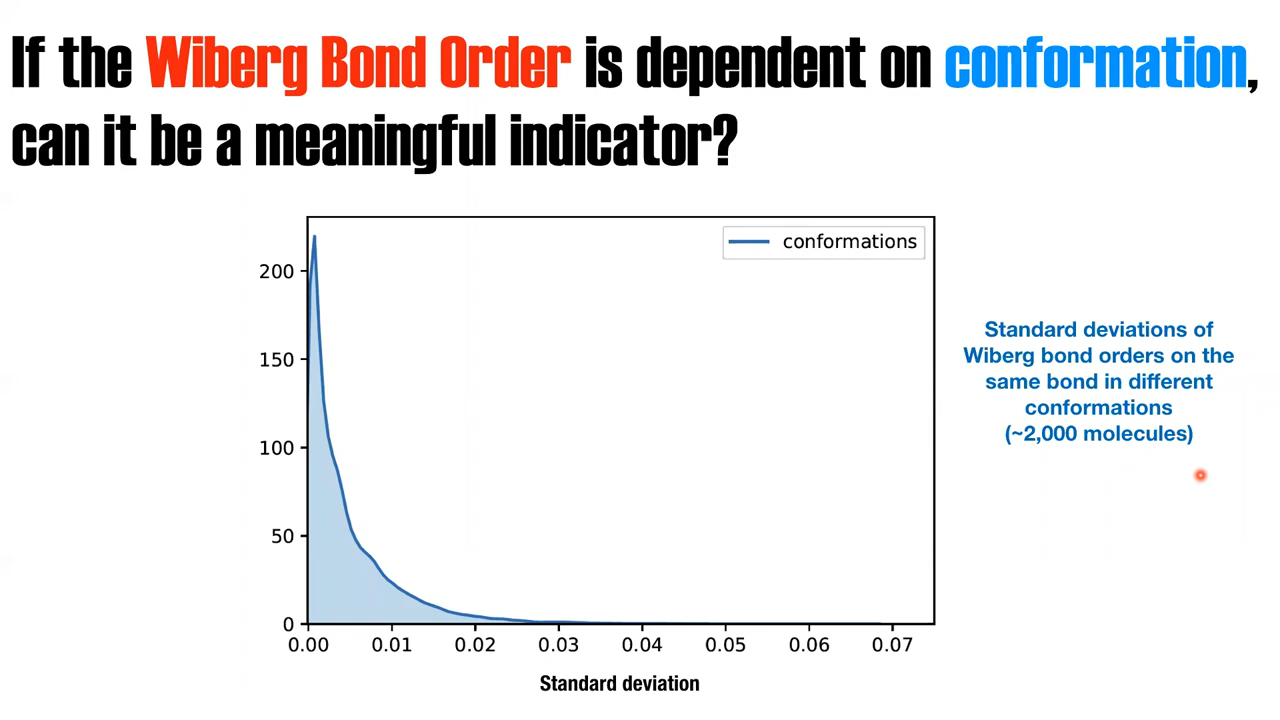 If the Wiberg Bond Order is dependent on conformation,
can it be a meaningful indicator?
conformations
200
150
100
50
0
0.00 0.01 0.02 0.03 0.04 0.05 0.06 0.07
Standard deviation
Standard deviations of
Wiberg bond orders on the
same bond in different
conformations
(~2,000 molecules)